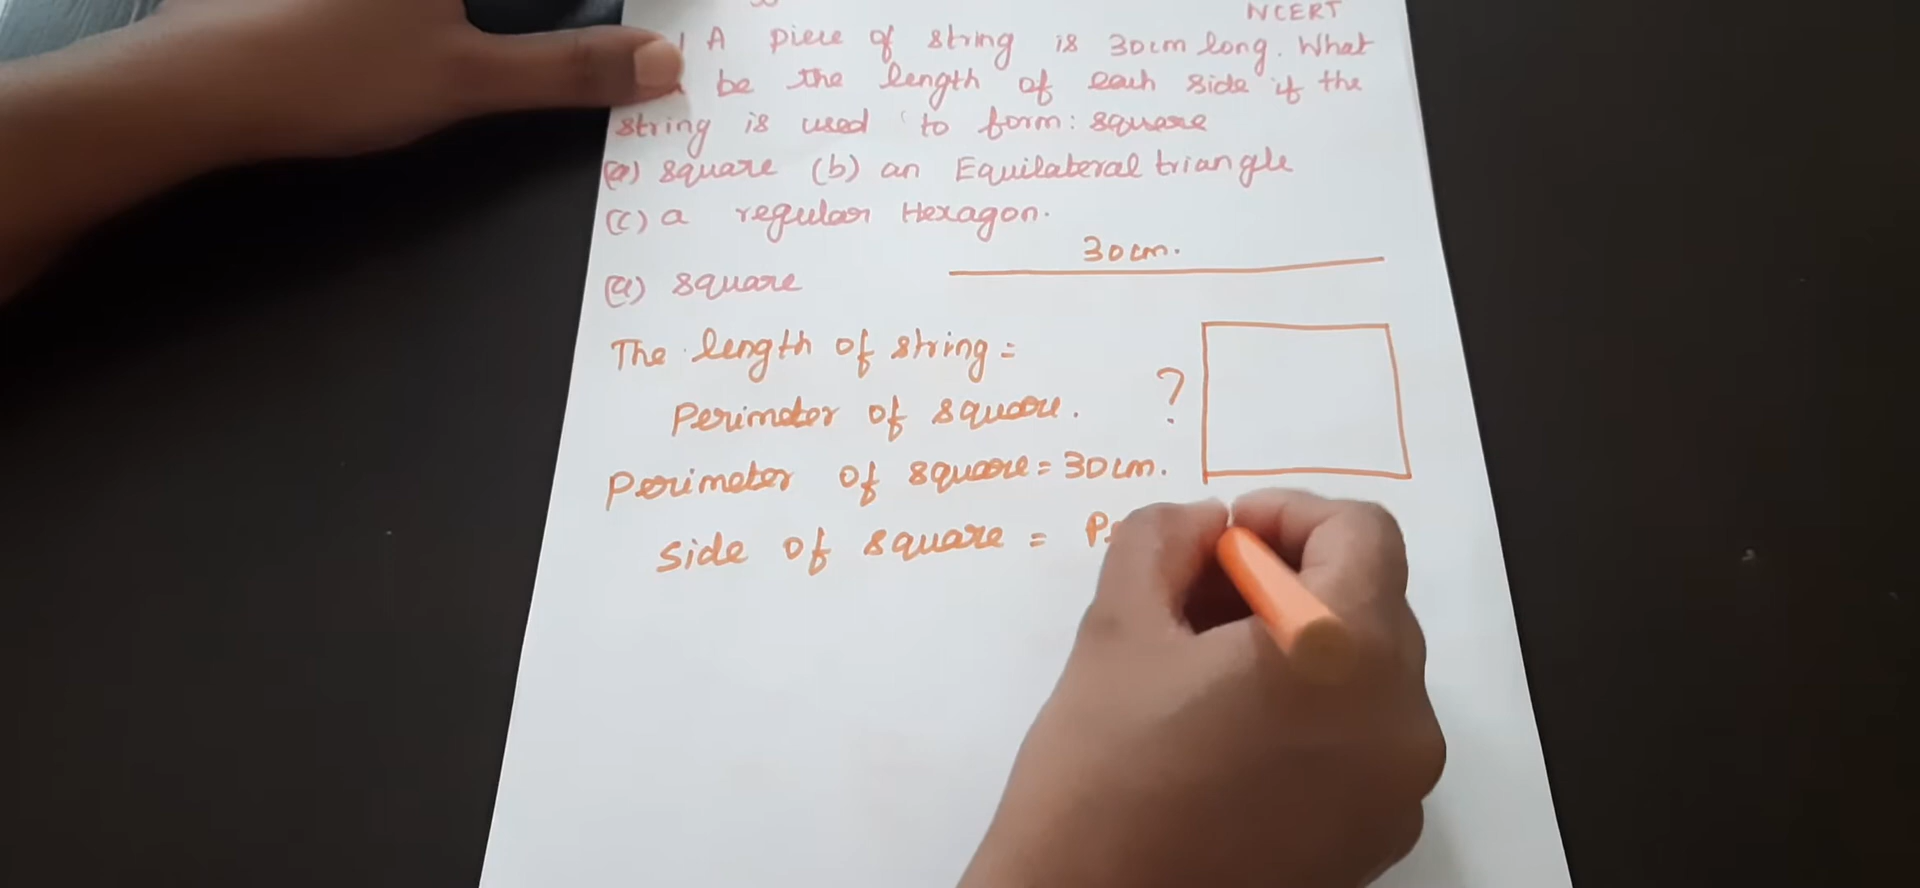 NCERT
A piece of string is 30cm long. What
be the length of each side if the
string is used to form: square
(a) square (b) an Equilateral triangle
(c) a regular Hexagon.
30cm.
(a) square
The length of string =
Perimeter of square.
?
Perimeter of square = 30cm.
side of square =